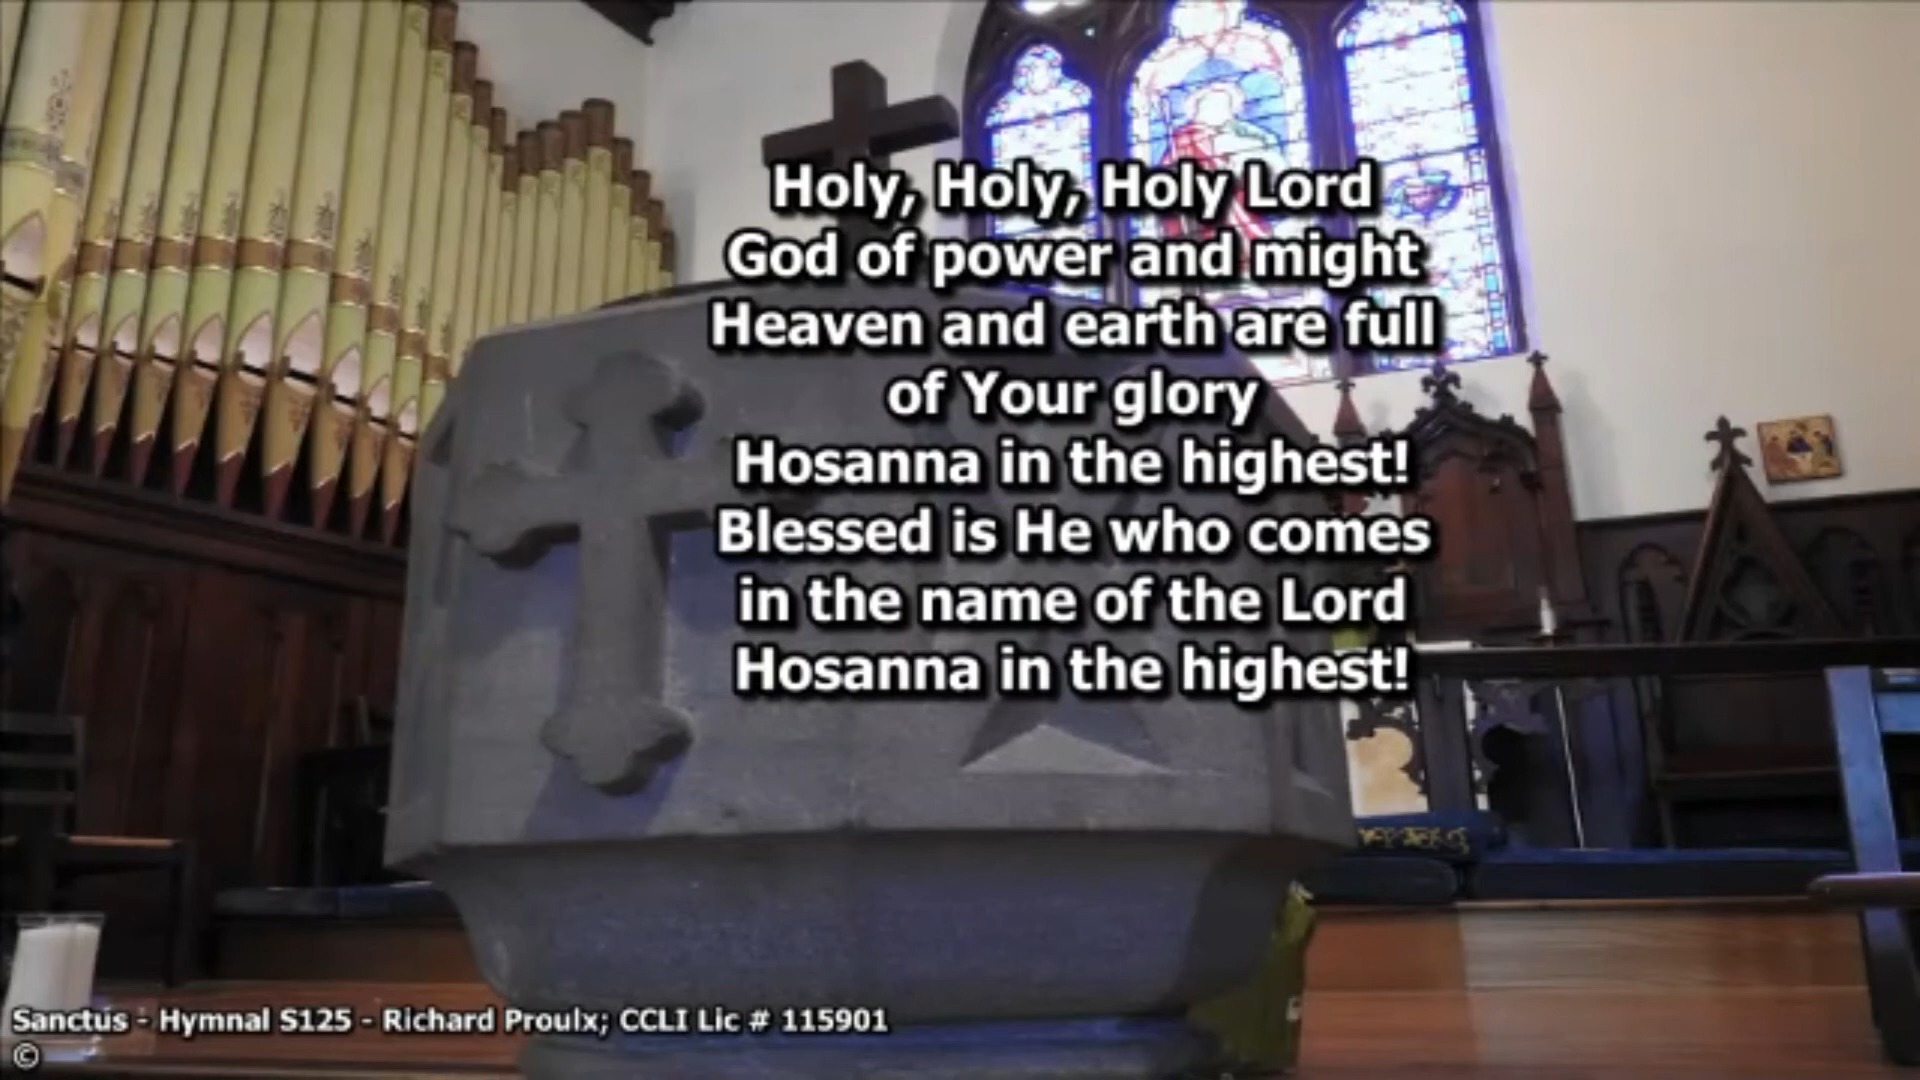 Holy, Holy, Holy Lord
God of power and might
Heaven and earth are full
of Your glory
Hosanna in the highest!
Blessed is He who comes
in the name of the Lord
Hosanna in the highest!
Sanctus - Hymnal S125 - Richard Proulx; CCLI Lic # 115901
©